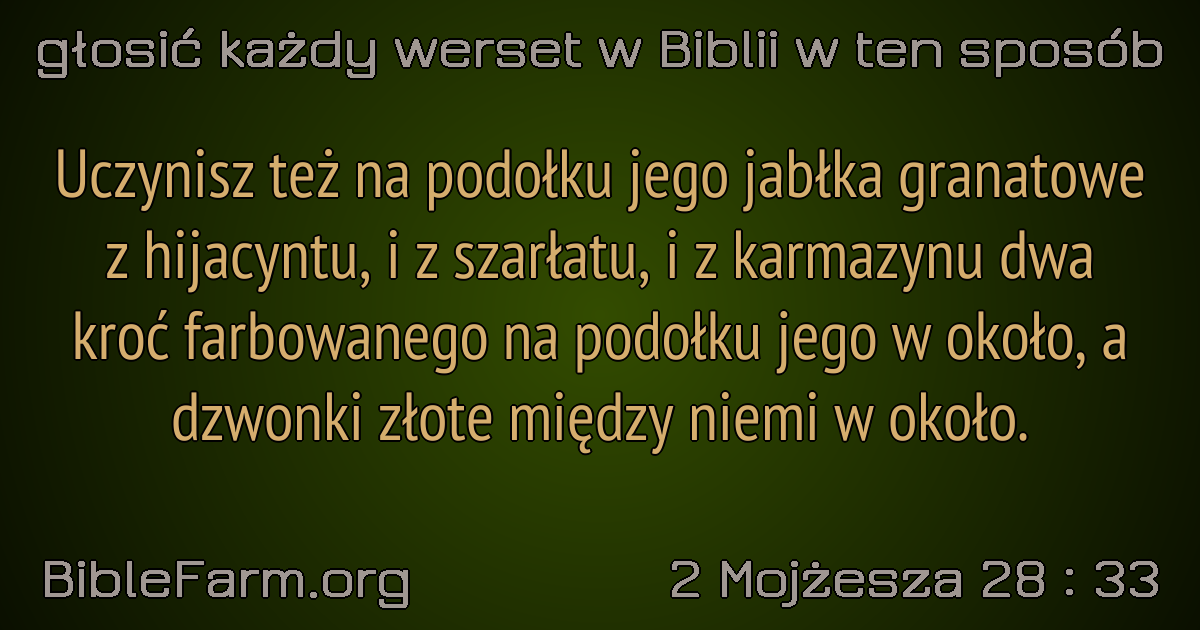 głosić każdy werset w Biblii w ten sposób
Uczynisz też na podołku jego jabłka granatowe
z hijacyntu, i z szarłatu, i z karmazynu dwa
kroć farbowanego na podołku jego w około, a
dzwonki złote między niemi w około.
BibleFarm.org
2 Mojżesza 28 : 33